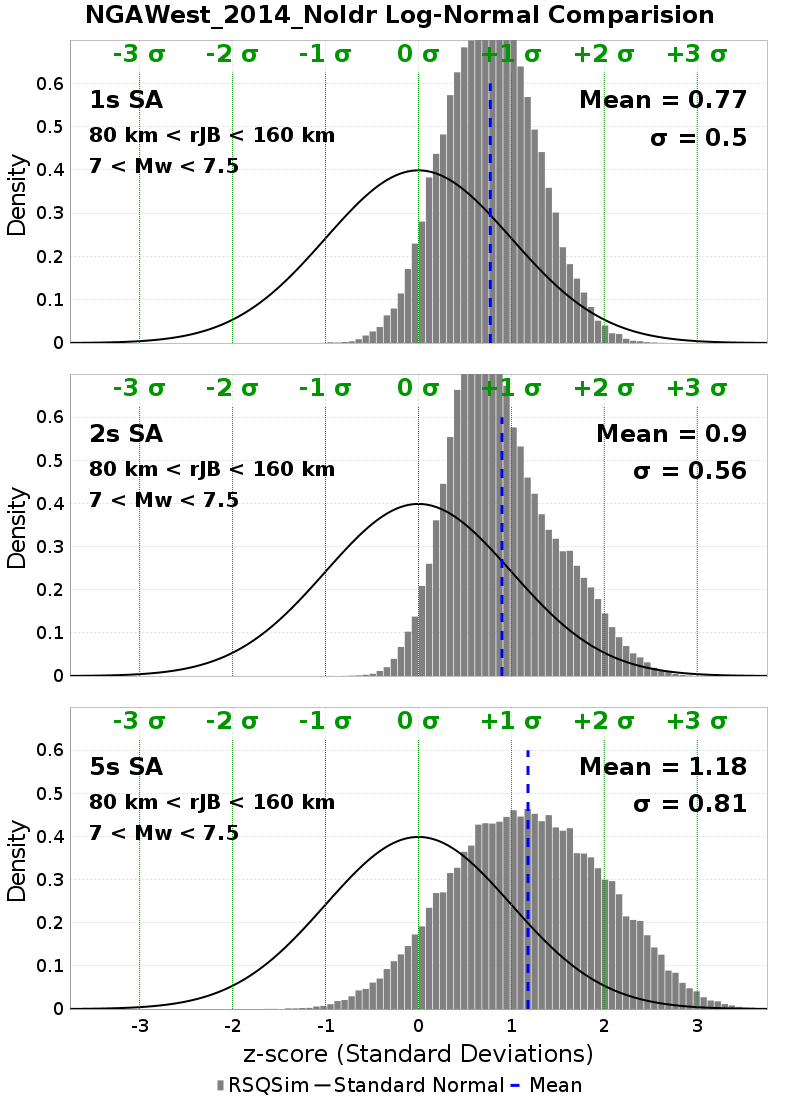 NGAWest_2014_NoIdr Log-Normal Comparision
-3 σ -2 σ -1 σ 0 σ +1 σ +2 σ +3 σ
0.6
0.5
0.4
0.3
0.2
0.1
0
Density
1s SA
80 km < rJB < 160 km
7 < Mw < 7.5
Mean = 0.77
σ = 0.5
-3 σ -2 σ -1 σ 0 σ +1 σ +2 σ +3 σ
0.6
0.5
0.4
0.3
0.2
0.1
0
Density
2s SA
80 km < rJB < 160 km
7 < Mw < 7.5
Mean = 0.9
σ = 0.56
-3 σ -2 σ -1 σ 0 σ +1 σ +2 σ +3 σ
0.6
0.5
0.4
0.3
0.2
0.1
0
Density
5s SA
80 km < rJB < 160 km
7 < Mw < 7.5
Mean = 1.18
σ = 0.81
-3 -2 -1 0 1 2 3
z-score (Standard Deviations)
RSQSim Standard Normal Mean